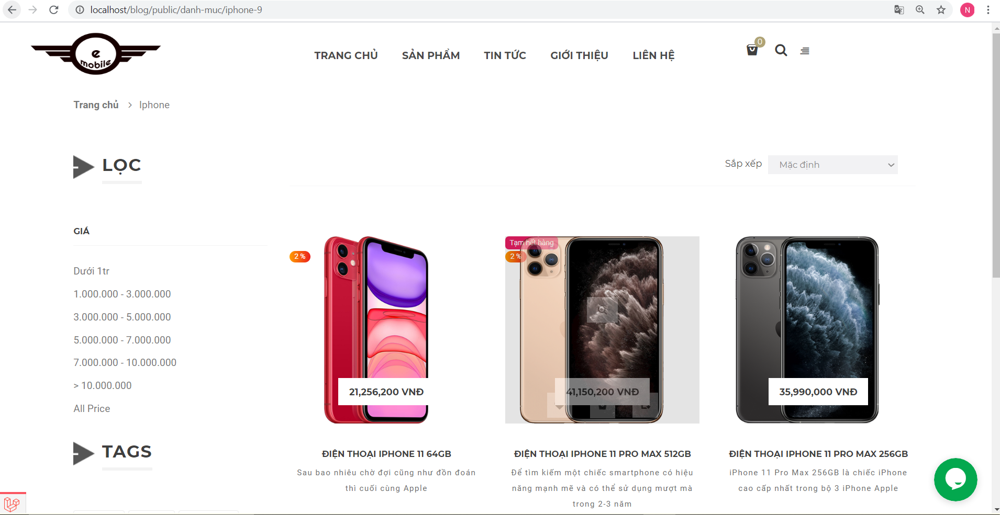 localhost/blog/public/danh-muc/iphone-9
N
e
mobile
TRANG CHỦ
SẢN PHẨM
TIN TỨC
GIỚI THIỆU
LIÊN HỆ
0
Trang chủ > Iphone
LỌC
Sắp xếp
Mặc định
GIÁ
Dưới 1tr
1.000.000 - 3.000.000
3.000.000 - 5.000.000
5.000.000 - 7.000.000
7.000.000 - 10.000.000
> 10.000.000
All Price
TAGS
2 %
21,256,200 VNĐ
ĐIỆN THOẠI IPHONE 11 64GB
Sau bao nhiêu chờ đợi cũng như đồn đoán
thì cuối cùng Apple
Tạm hết hàng
2 %
41,150,200 VNĐ
ĐIỆN THOẠI IPHONE 11 PRO MAX 512GB
Để tìm kiếm một chiếc smartphone có hiệu
năng mạnh mẽ và có thể sử dụng mượt mà
trong 2-3 năm
35,990,000 VNĐ
ĐIỆN THOẠI IPHONE 11 PRO MAX 256GB
iPhone 11 Pro Max 256GB là chiếc iPhone
cao cấp nhất trong bộ 3 iPhone Apple